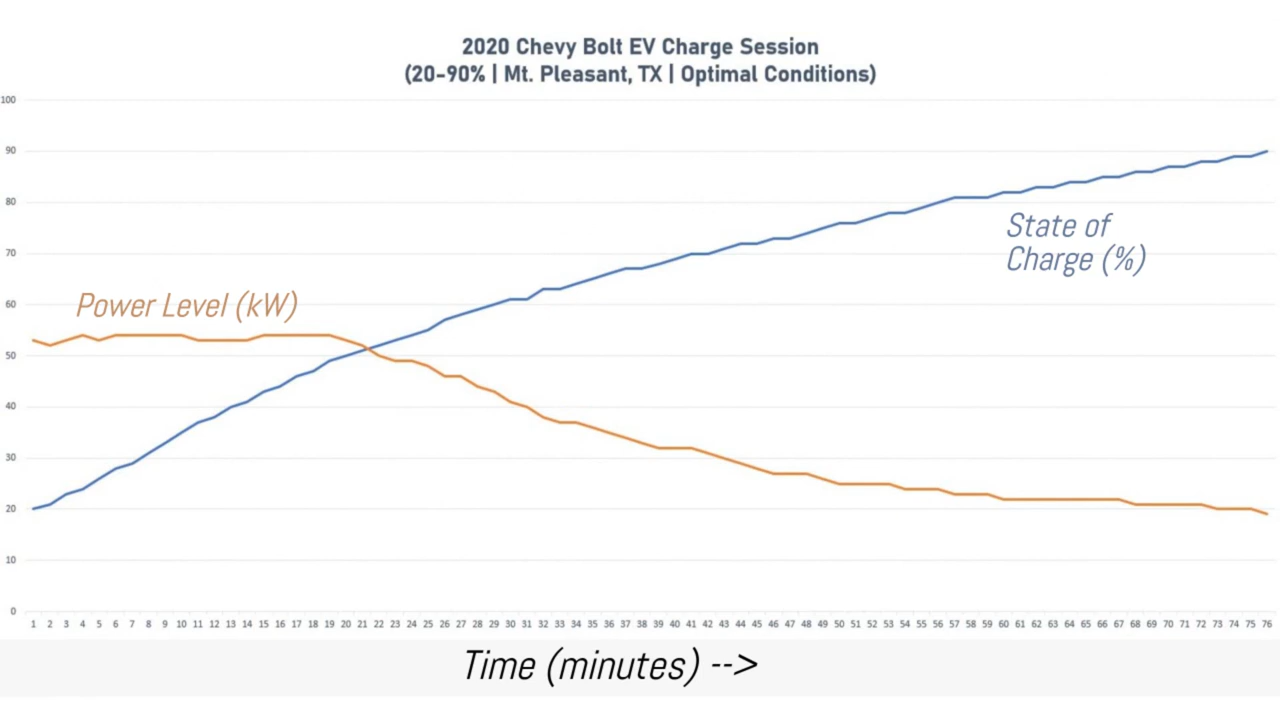 2020 Chevy Bolt EV Charge Session
(20-90% | Mt. Pleasant, TX | Optimal Conditions)
100
90
80
State of
Charge (%)
70
Power Level (kW)
60
50
40
30
20
10
0
1 2 3 4 5 6 7 8 9 10 11 12 13 14 15 16 17 18 19 20 21 22 23 24 25 26 27 28 29 30 31 32 33 34 35 36 37 38 39 40 41 42 43 44 45 46 47 48 49 50 51 52 53 54 55 56 57 58 59 60 61 62 63 64 65 66 67 68 69 70 71 72 73 74 75 76
Time (minutes) -->